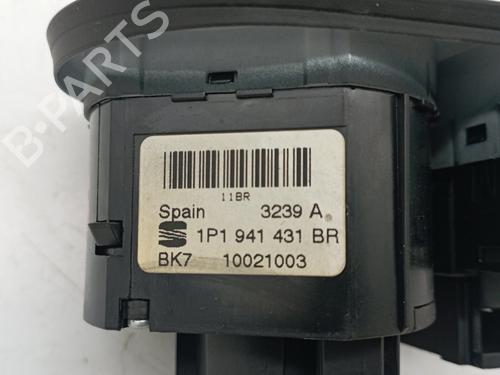 B-PARTS
11BR
Spain 3239 A
1P1 941 431 BR
BK7 10021003